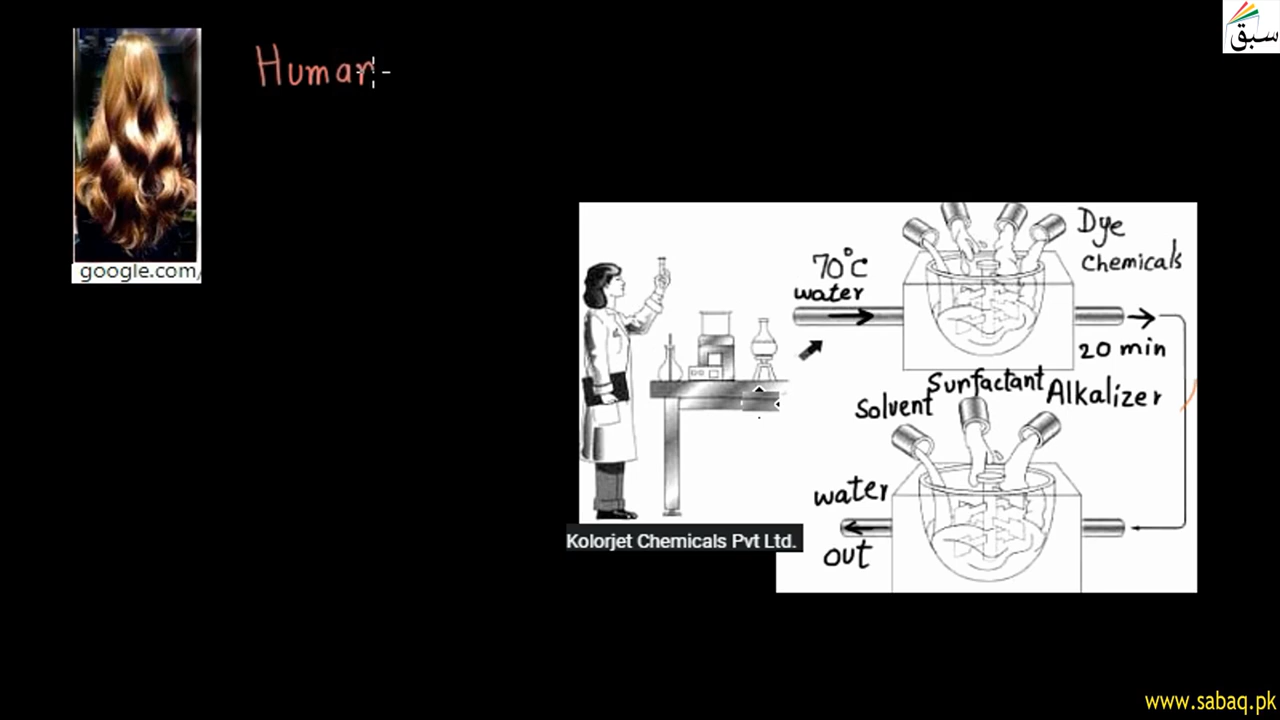 سبق
Human
google.com/
Dye
chemicals
70°C
water
20 min
Surfactant
Alkalizer
Solvent
water
out
Kolorjet Chemicals Pvt Ltd.
www.sabaq.pk